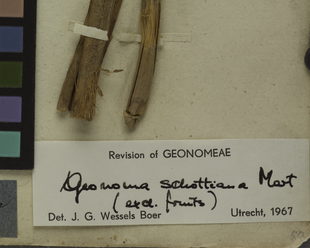 Revision of GEONOMEAE
Geonoma schottiana Mart
(excl. fruits)
Det. J. G. Wessels Boer Utrecht, 1967